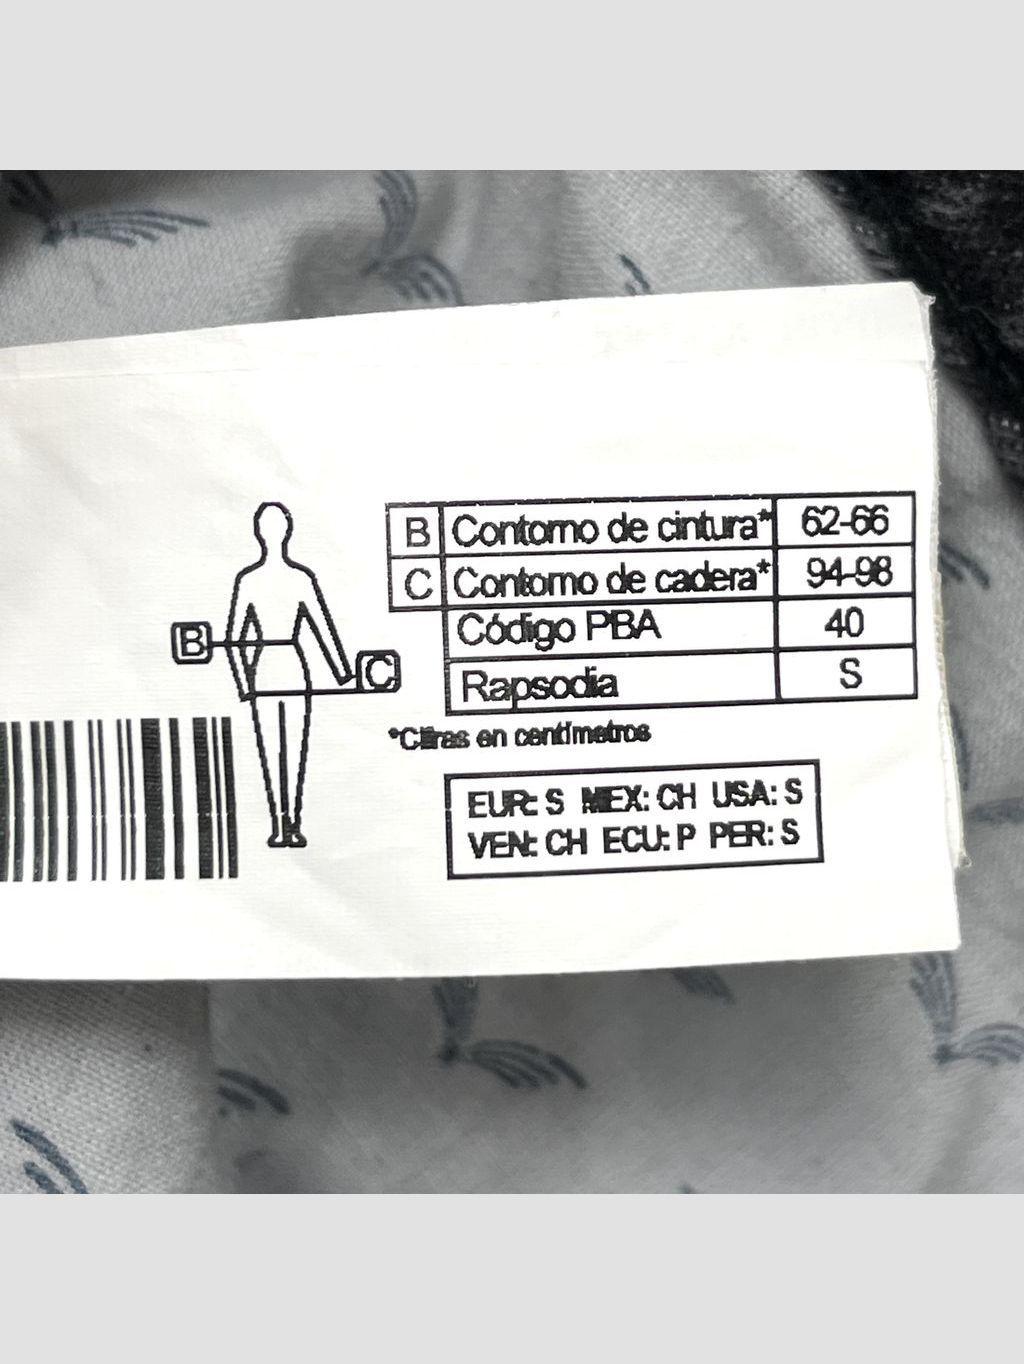 B Contorno de cintura* 62-66
C Contorno de cadera* 94-98
Código PBA 40
Rapsodia S
*Cifras en centímetros
B
C
EUR: S MEX: CH USA: S
VEN: CH ECU: P PER: S